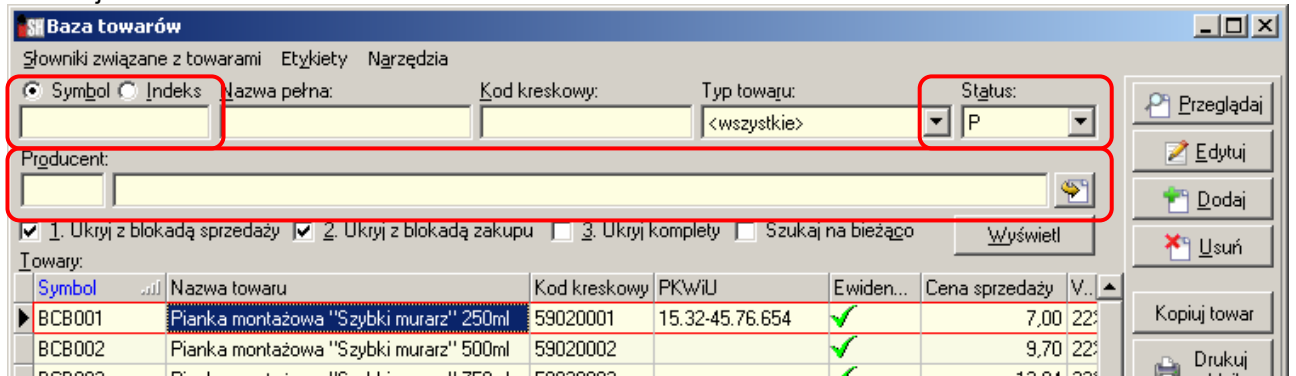 SH Baza towarów
Słowniki związane z towarami Etykiety Narzędzia
Symbol Indeks Nazwa pełna: Kod kreskowy: Typ towaru: Status:
<wszystkie> P
Producent:
1. Ukryj z blokadą sprzedaży 2. Ukryj z blokadą zakupu 3. Ukryj komplety Szukaj na bieżąco Wyświetl
Towary:
Symbol Nazwa towaru Kod kreskowy PKWiU Ewiden... Cena sprzedaży V...
BCB001 Pianka montażowa "Szybki murarz" 250ml 59020001 15.32-45.76.654 7,00 22%
BCB002 Pianka montażowa "Szybki murarz" 500ml 59020002 9,70 22%
Przeglądaj
Edytuj
Dodaj
Usuń
Kopiuj towar
Drukuj